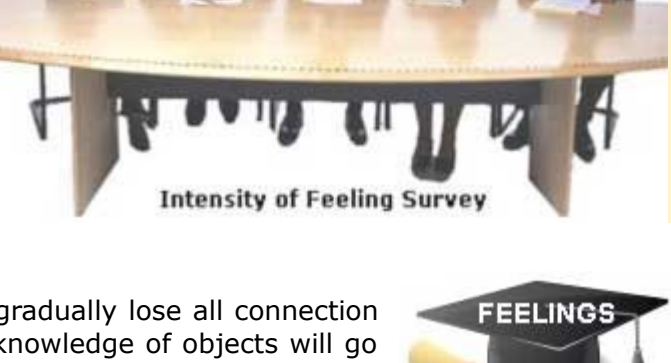 Intensity of Feeling Survey
gradually lose all connection
knowledge of objects will go
FEELINGS